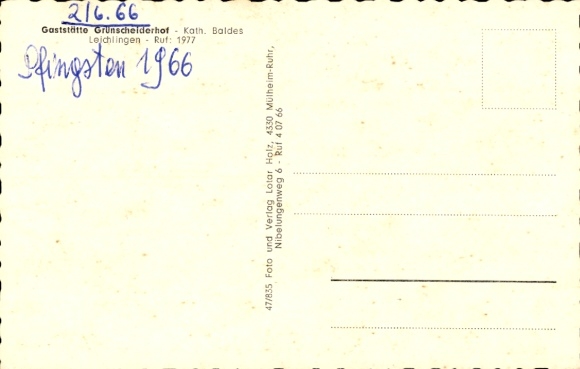 2/6.66
Gaststätte Grünscheiderhof - Kath. Baldes
Leichlingen - Ruf: 1977
Pfingsten 1966
47/835 Foto und Verlag Lotar Holz, 4330 Mülheim-Ruhr,
Nibelungenweg 6 - Ruf 4 07 66